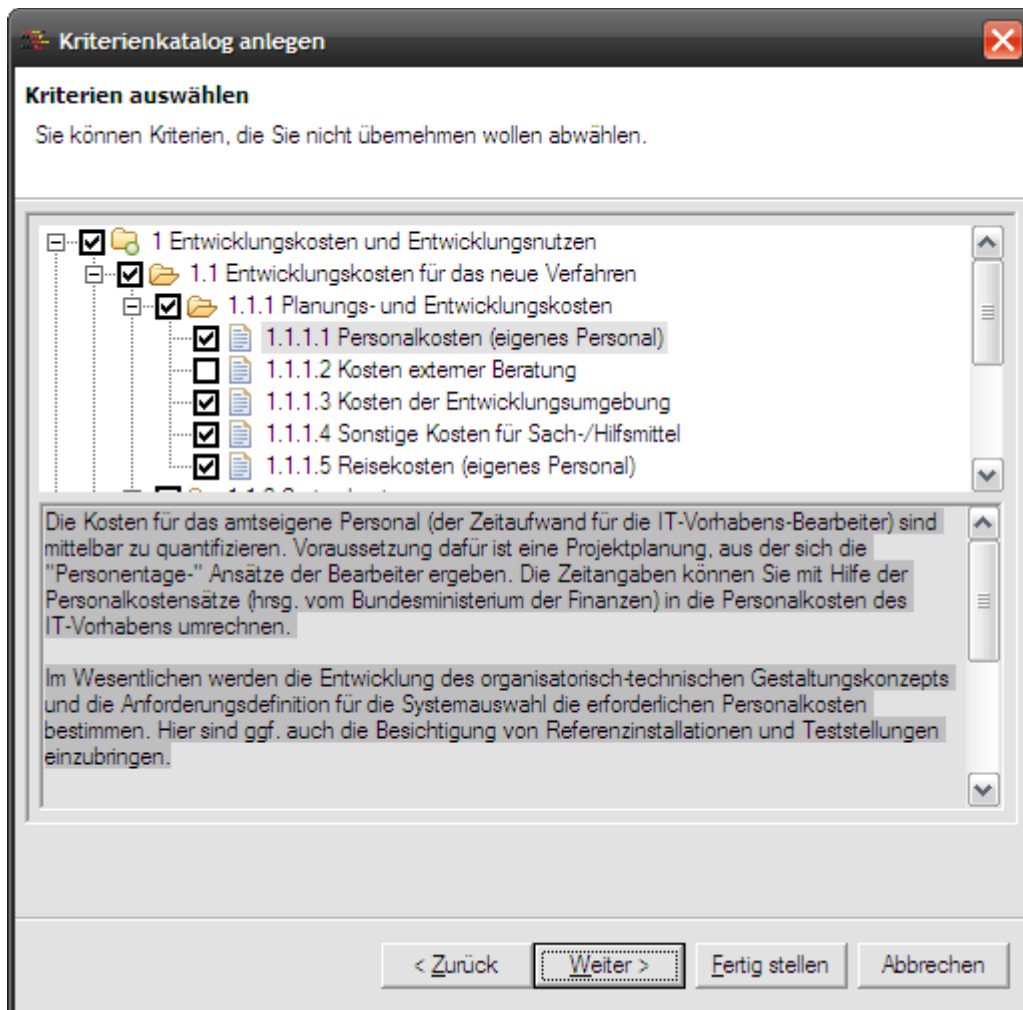 Kriterienkatalog anlegen
Kriterien auswählen
Sie können Kriterien, die Sie nicht übernehmen wollen abwählen.
1 Entwicklungskosten und Entwicklungsnutzen
1.1 Entwicklungskosten für das neue Verfahren
1.1.1 Planungs- und Entwicklungskosten
1.1.1.1 Personalkosten (eigenes Personal)
1.1.1.2 Kosten externer Beratung
1.1.1.3 Kosten der Entwicklungsumgebung
1.1.1.4 Sonstige Kosten für Sach-/Hilfsmittel
1.1.1.5 Reisekosten (eigenes Personal)
Die Kosten für das amtseigene Personal (der Zeitaufwand für die IT-Vorhabens-Bearbeiter) sind
mittelbar zu quantifizieren. Voraussetzung dafür ist eine Projektplanung, aus der sich die
"Personentage-" Ansätze der Bearbeiter ergeben. Die Zeitangaben können Sie mit Hilfe der
Personalkostensätze (hrsg. vom Bundesministerium der Finanzen) in die Personalkosten des
IT-Vorhabens umrechnen.
Im Wesentlichen werden die Entwicklung des organisatorisch-technischen Gestaltungskonzepts
und die Anforderungsdefinition für die Systemauswahl die erforderlichen Personalkosten
bestimmen. Hier sind ggf. auch die Besichtigung von Referenzinstallationen und Teststellungen
einzubringen.
< Zurück Weiter > Fertig stellen Abbrechen